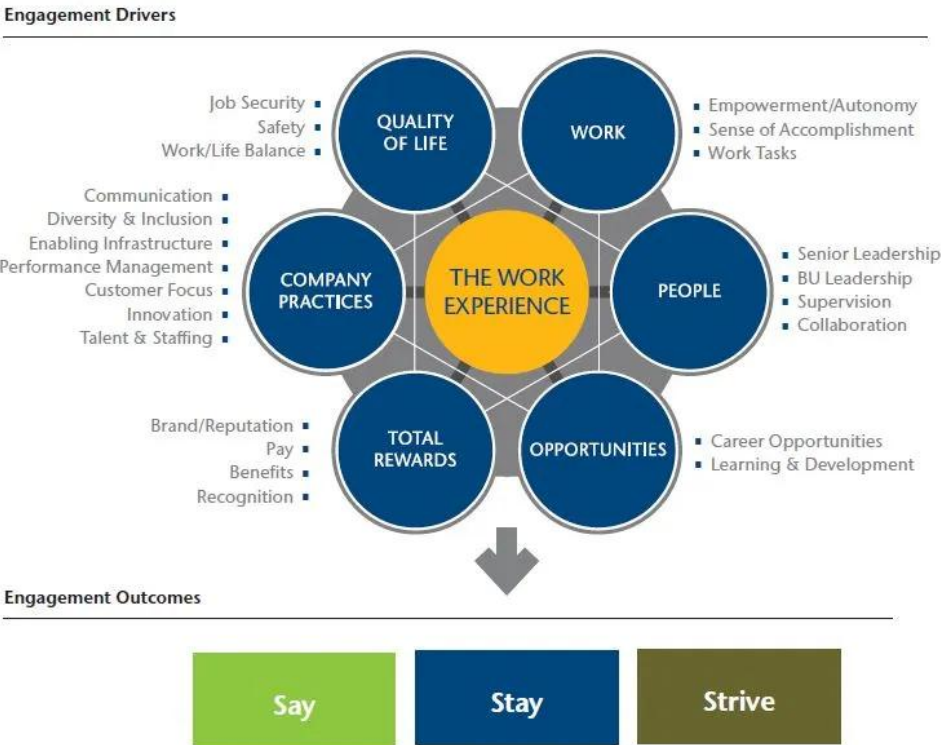 Engagement Drivers
QUALITY
OF LIFE
Job Security
Safety
Work/Life Balance
WORK
Empowerment/Autonomy
Sense of Accomplishment
Work Tasks
COMPANY
PRACTICES
Communication
Diversity & Inclusion
Enabling Infrastructure
Performance Management
Customer Focus
Innovation
Talent & Staffing
THE WORK
EXPERIENCE
PEOPLE
Senior Leadership
BU Leadership
Supervision
Collaboration
TOTAL
REWARDS
Brand/Reputation
Pay
Benefits
Recognition
OPPORTUNITIES
Career Opportunities
Learning & Development
Engagement Outcomes
Say
Stay
Strive